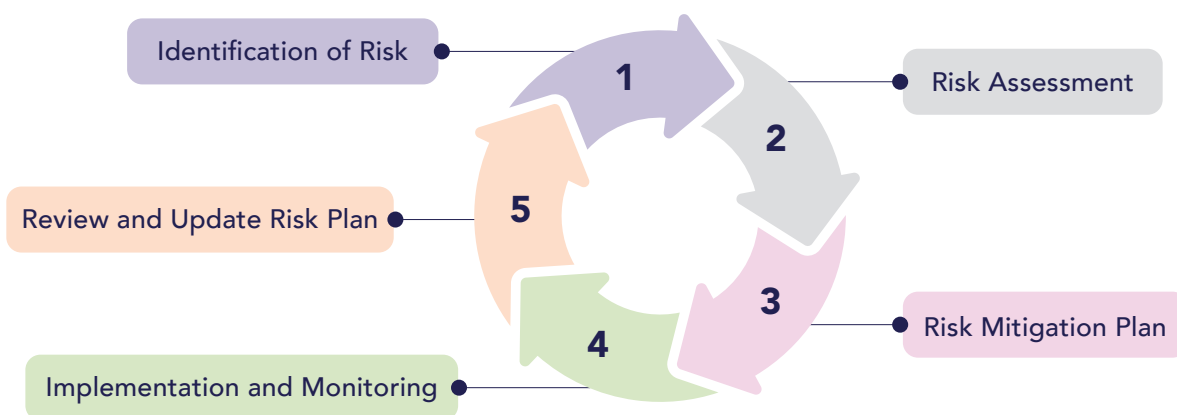 Identification of Risk
1
Risk Assessment
2
Review and Update Risk Plan
5
3
Risk Mitigation Plan
4
Implementation and Monitoring